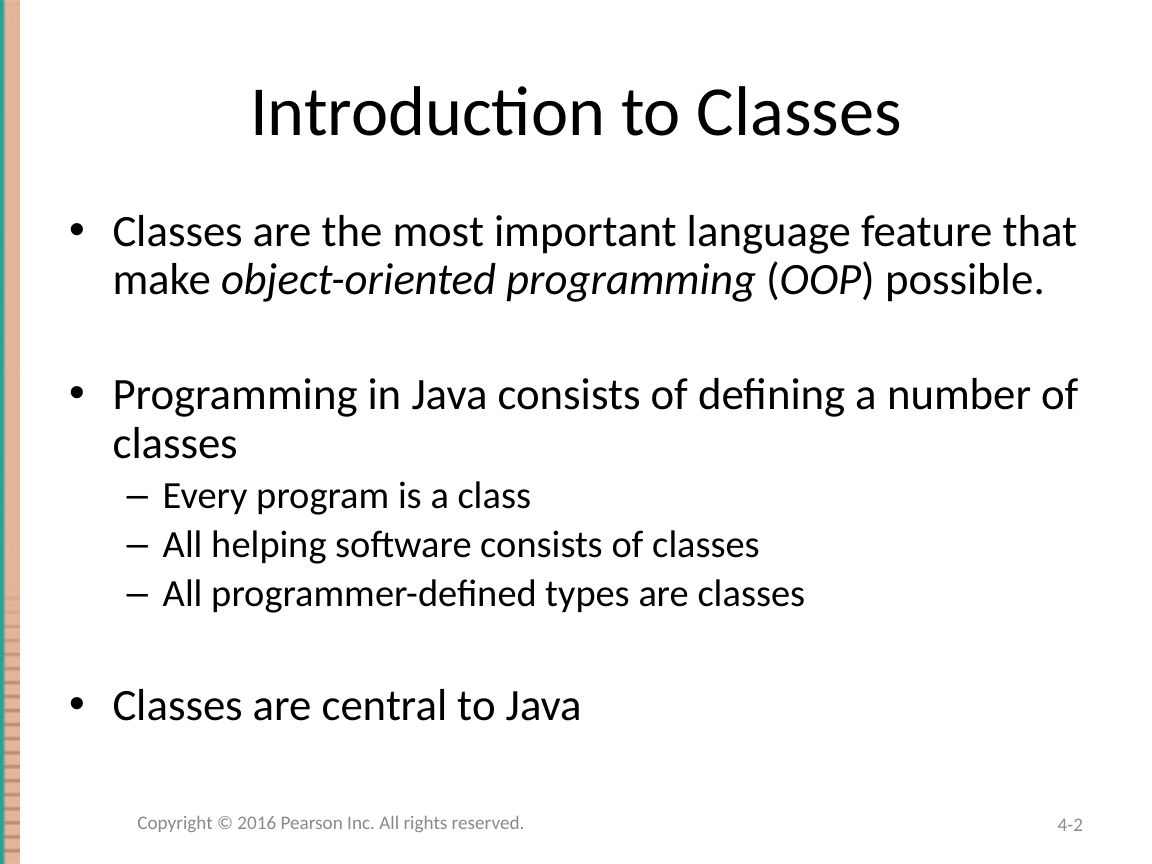 Introduction to Classes
• Classes are the most important language feature that
make object-oriented programming (OOP) possible.
• Programming in Java consists of defining a number of
classes
– Every program is a class
– All helping software consists of classes
– All programmer-defined types are classes
• Classes are central to Java
Copyright © 2016 Pearson Inc. All rights reserved.
4-2